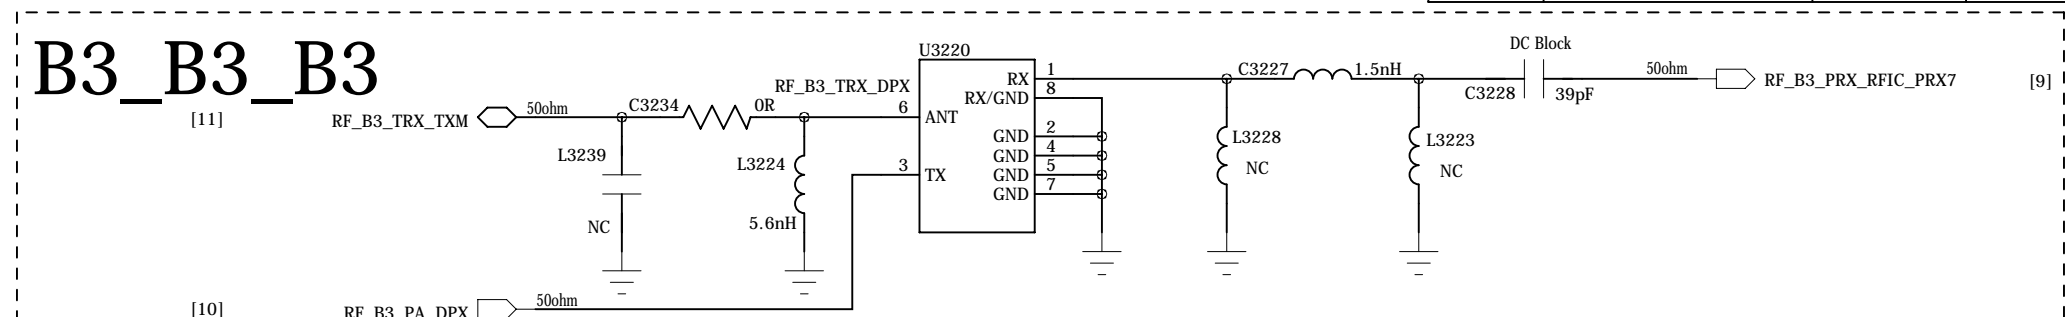 B3_B3_B3
[11]
RF_B3_TRX_TXM
50ohm
C3234
0R
RF_B3_TRX_DPX
L3239
NC
L3224
5.6nH
U3220
6
ANT
3
TX
RX
1
RX/GND
8
GND
2
GND
4
GND
5
GND
7
C3227
1.5nH
L3228
NC
L3223
NC
DC Block
C3228
39pF
50ohm
RF_B3_PRX_RFIC_PRX7
[9]
[10]
RF_B3_PA_DPX
50ohm